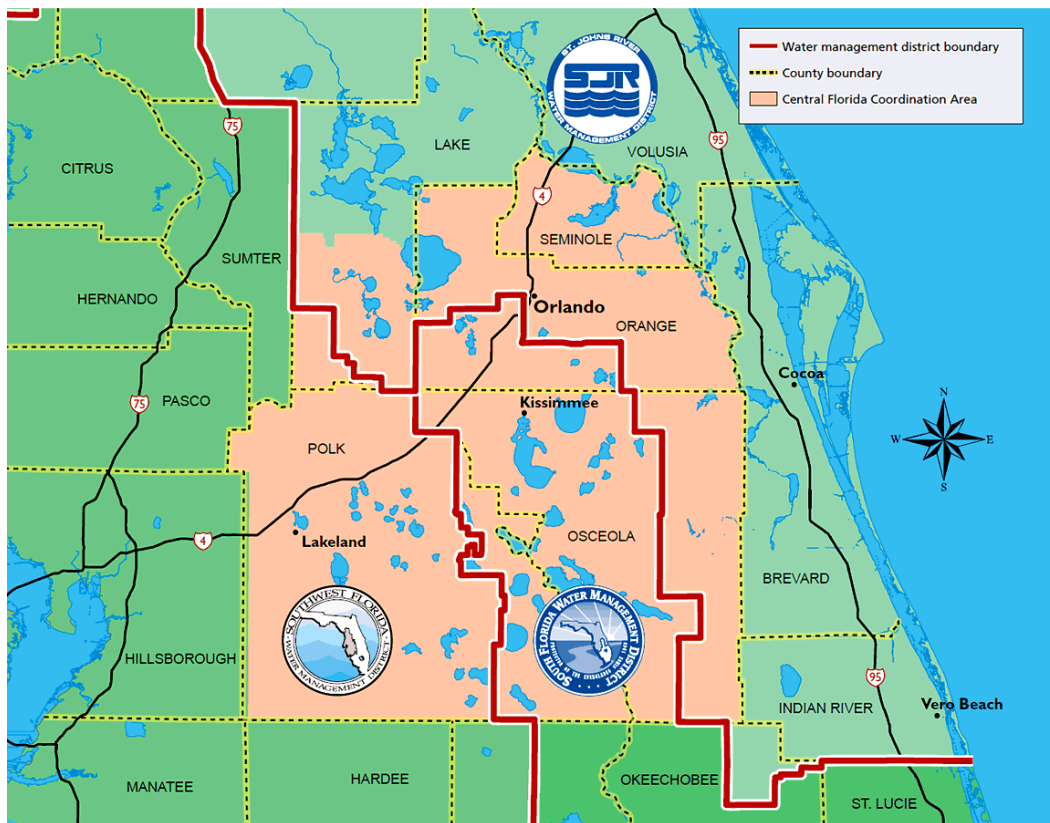 ST. JOHNS RIVER
SJR
WATER MANAGEMENT DISTRICT
Water management district boundary
County boundary
Central Florida Coordination Area
75
95
LAKE
VOLUSIA
CITRUS
4
SEMINOLE
SUMTER
HERNANDO
Orlando
ORANGE
Cocoa
75
PASCO
Kissimmee
N
W
E
S
POLK
4
Lakeland
OSCEOLA
BREVARD
SOUTHWEST FLORIDA
WATER MANAGEMENT DISTRICT
SOUTH FLORIDA WATER MANAGEMENT DISTRICT
HILLSBOROUGH
95
INDIAN RIVER
Vero Beach
MANATEE
HARDEE
OKEECHOBEE
ST. LUCIE